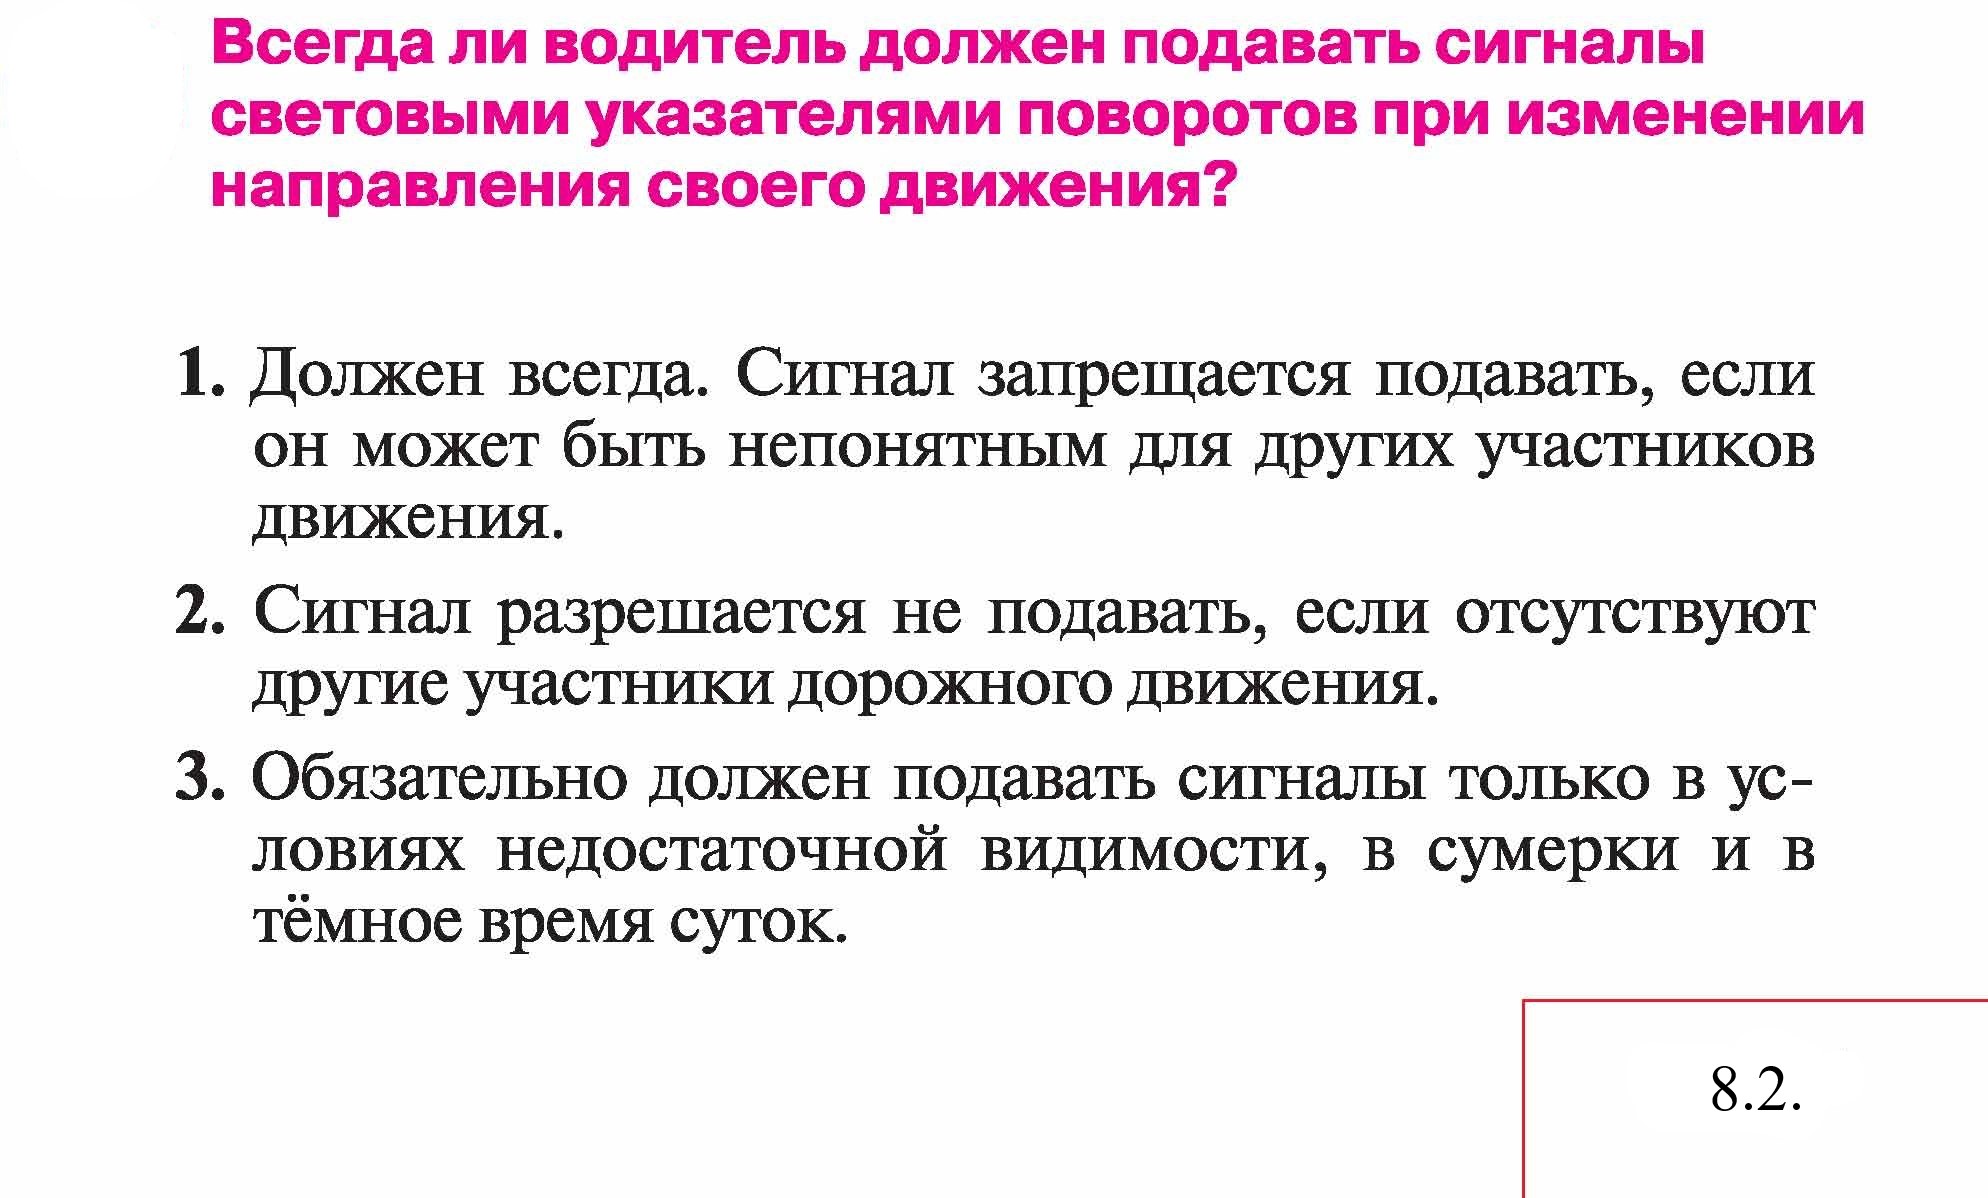 Всегда ли водитель должен подавать сигналы
световыми указателями поворотов при изменении
направления своего движения?
1. Должен всегда. Сигнал запрещается подавать, если
он может быть непонятным для других участников
движения.
2. Сигнал разрешается не подавать, если отсутствуют
другие участники дорожного движения.
3. Обязательно должен подавать сигналы только в ус-
ловиях недостаточной видимости, в сумерки и в
тёмное время суток.
8.2.